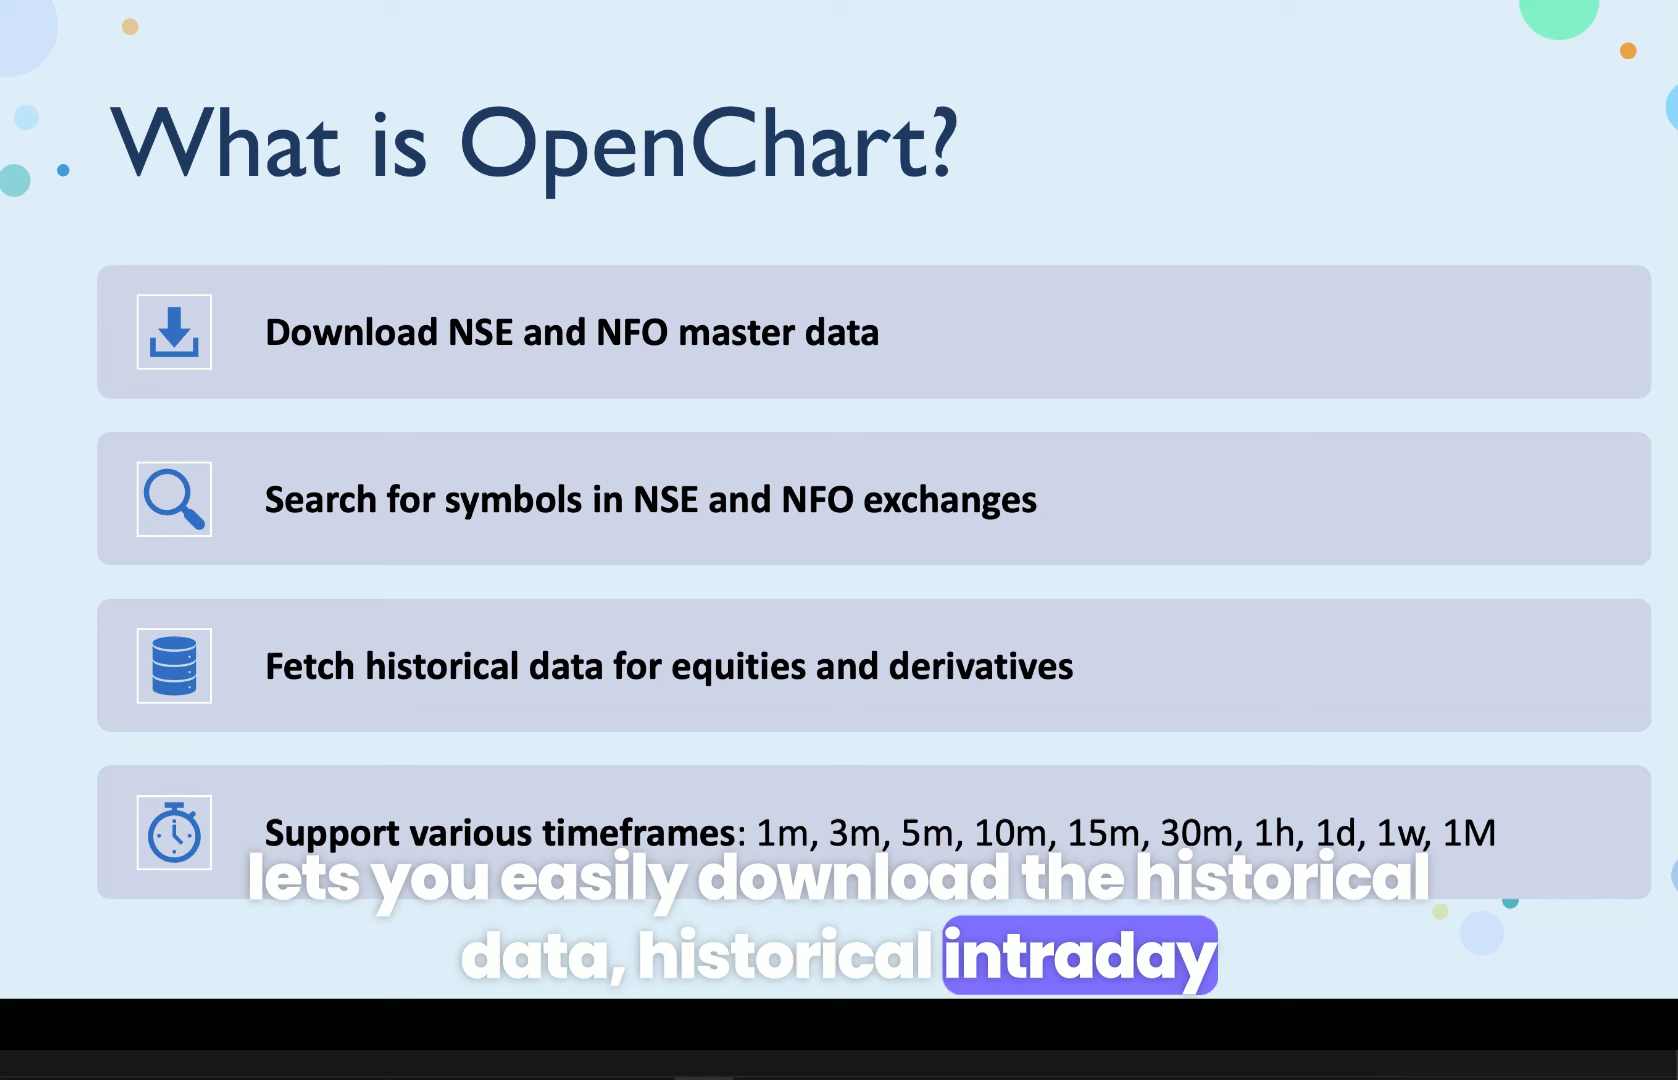 What is OpenChart?
Download NSE and NFO master data
Search for symbols in NSE and NFO exchanges
Fetch historical data for equities and derivatives
Support various timeframes: 1m, 3m, 5m, 10m, 15m, 30m, 1h, 1d, 1w, 1M
lets you easily download the historical
data, historical intraday